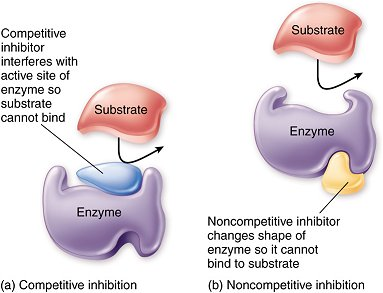 Competitive
inhibitor
interferes with
active site of
enzyme so
substrate
cannot bind
Substrate
Enzyme
(a) Competitive inhibition
Substrate
Enzyme
Noncompetitive inhibitor
changes shape of
enzyme so it cannot
bind to substrate
(b) Noncompetitive inhibition